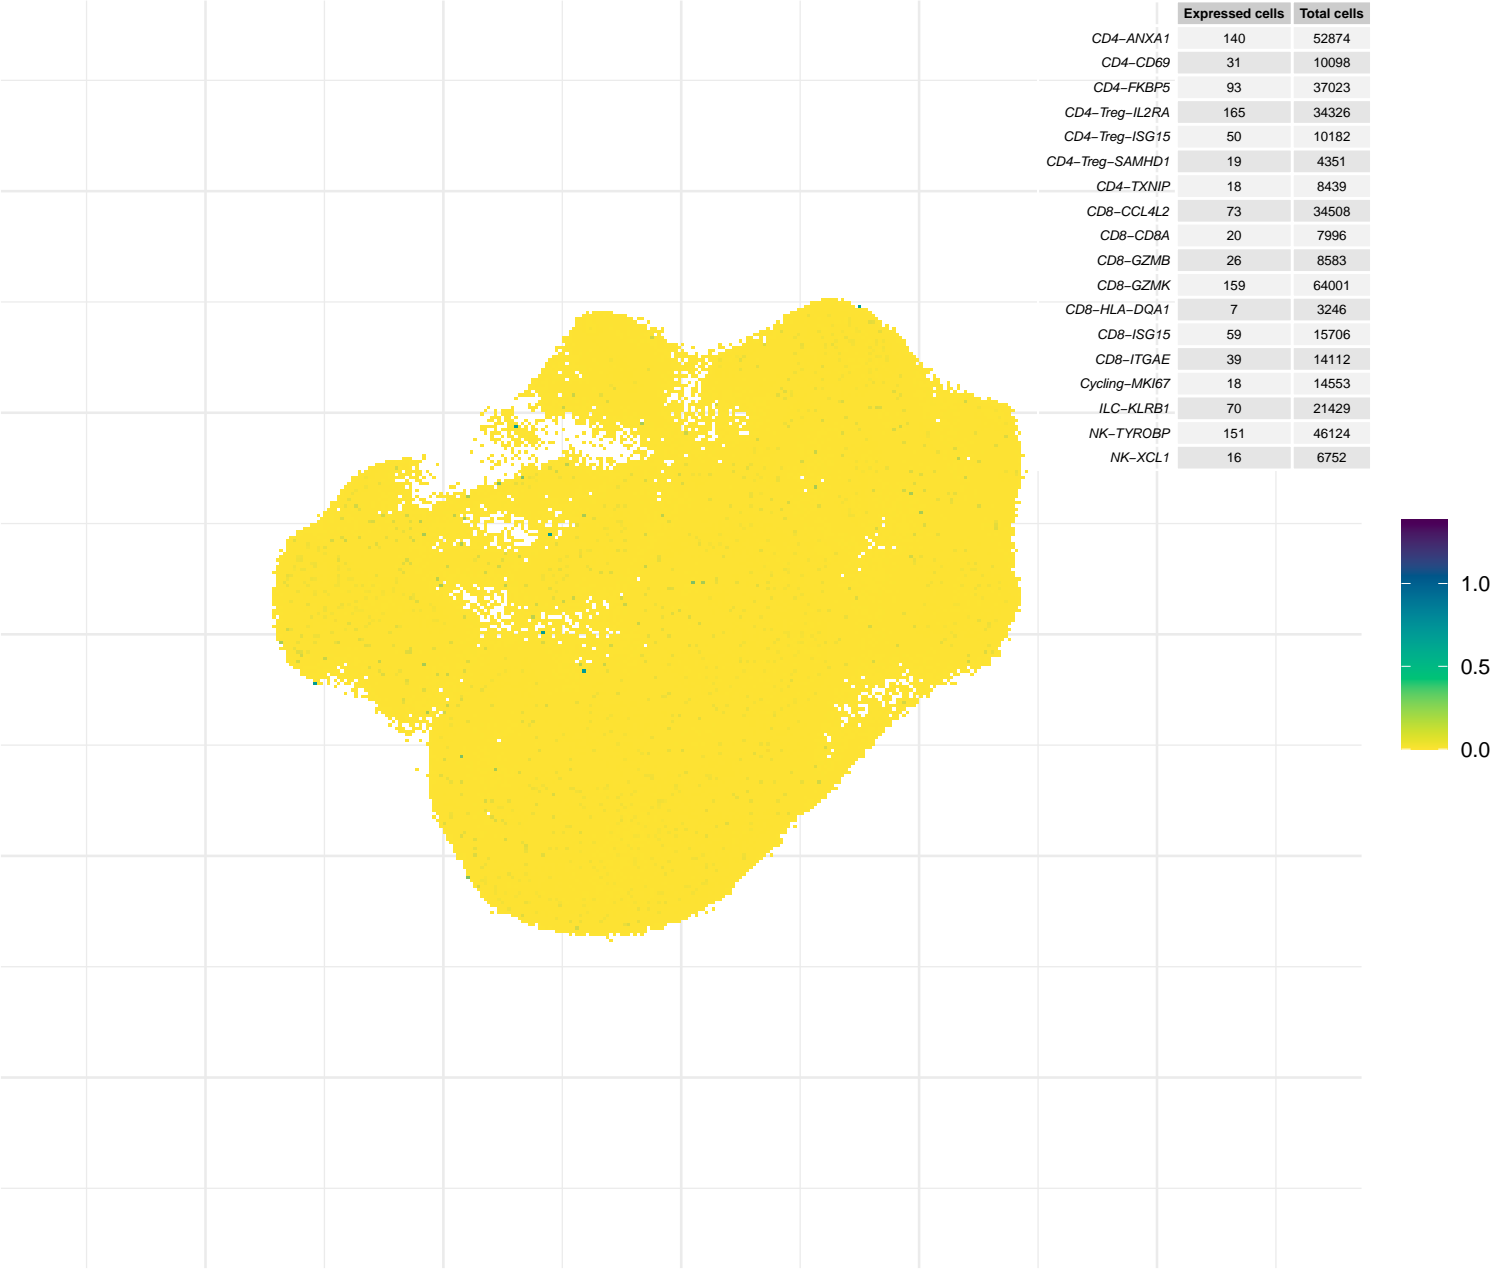 Expressed cells Total cells
CD4−ANXA1 140 52874
CD4−CD69 31 10098
CD4−FKBP5 93 37023
CD4−Treg−IL2RA 165 34326
CD4−Treg−ISG15 50 10182
CD4−Treg−SAMHD1 19 4351
CD4−TXNIP 18 8439
CD8−CCL4L2 73 34508
CD8−CD8A 20 7996
CD8−GZMB 26 8583
CD8−GZMK 159 64001
CD8−HLA−DQA1 7 3246
CD8−ISG15 59 15706
CD8−ITGAE 39 14112
Cycling−MKI67 18 14553
ILC−KLRB1 70 21429
NK−TYROBP 151 46124
NK−XCL1 16 6752
1.0
0.5
0.0